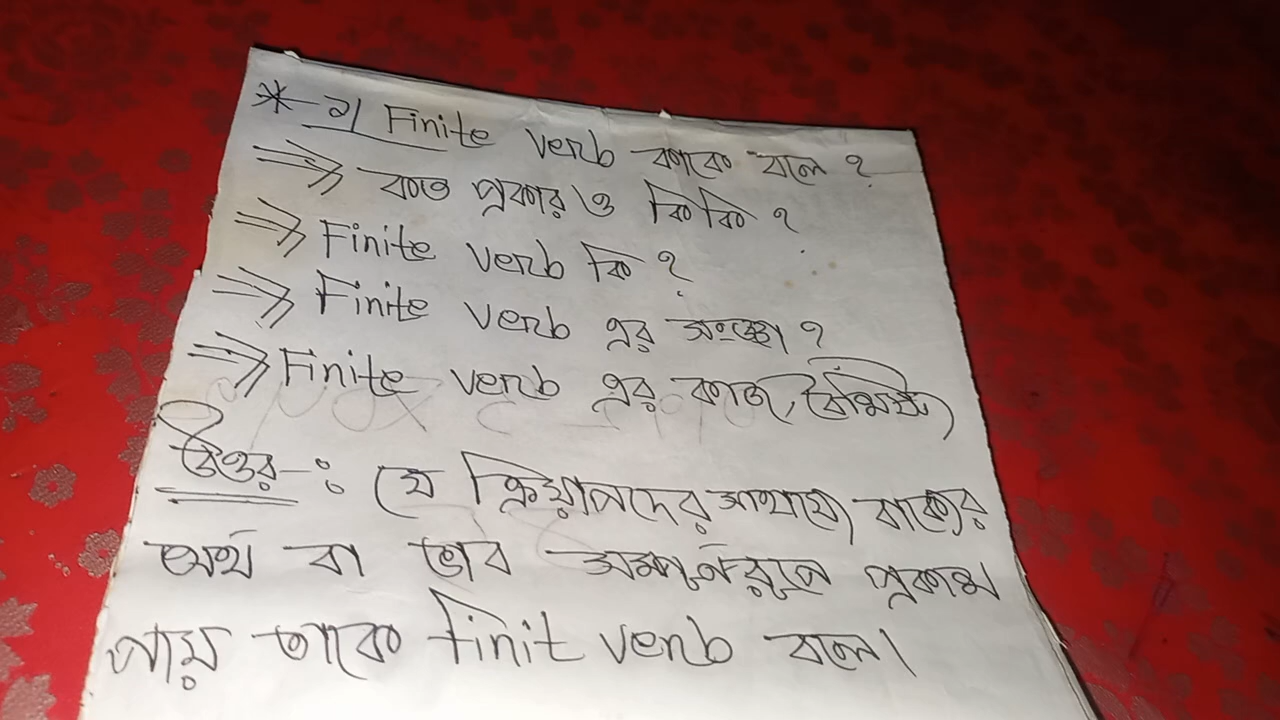 * ২। Finite verb কাকে বলে ?
⇒ কত প্রকার ও কি কি ?
⇒ Finite verb কি ?
⇒ Finite verb এর সংজ্ঞা ?
⇒ Finite verb এর কাজ,
উত্তর-: যে ক্রিয়াপদের সাহায্যে বাক্যের
অর্থ বা ভাব সম্পূর্ণরূপে প্রকাশ
পায় তাকে finit verb বলে।